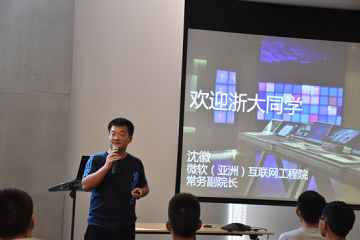 欢迎浙大同学
沈徽
微软（亚洲）互联网工程院
常务副院长